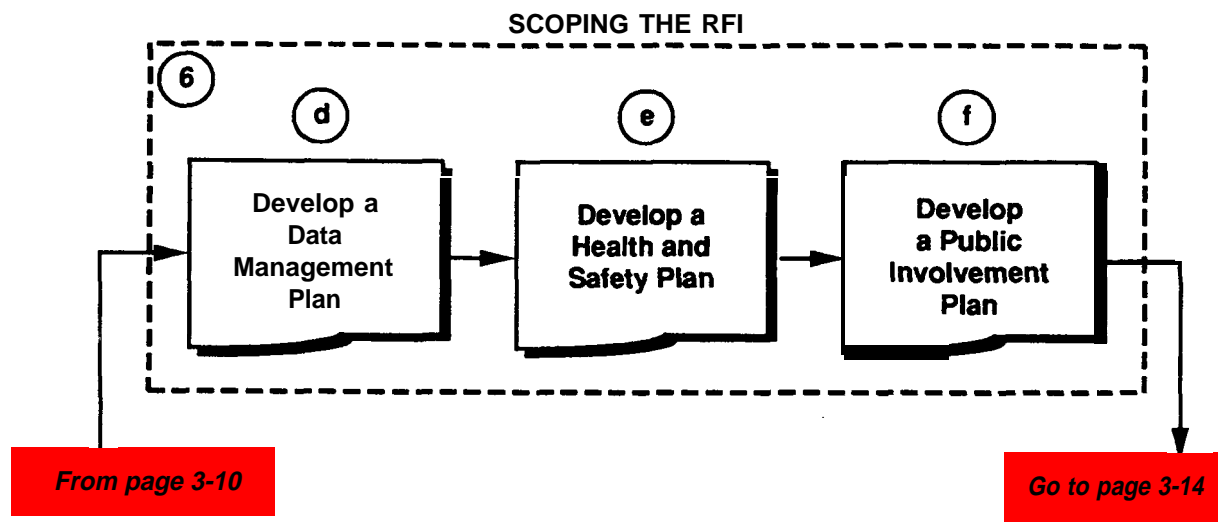 SCOPING THE RFI
6
d
e
f
Develop a
Data
Management
Plan
Develop a
Health and
Safety Plan
Develop
a Public
Involvement
Plan
From page 3-10
Go to page 3-14